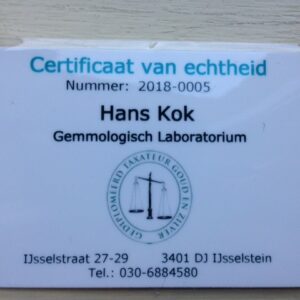 Certificaat van echtheid
Nummer: 2018-0005
Hans Kok
Gemmologisch Laboratorium
GEDIPLOMEERD TAXATEUR GOUD EN ZILVER
IJsselstraat 27-29 3401 DJ IJsselstein
Tel.: 030-6884580